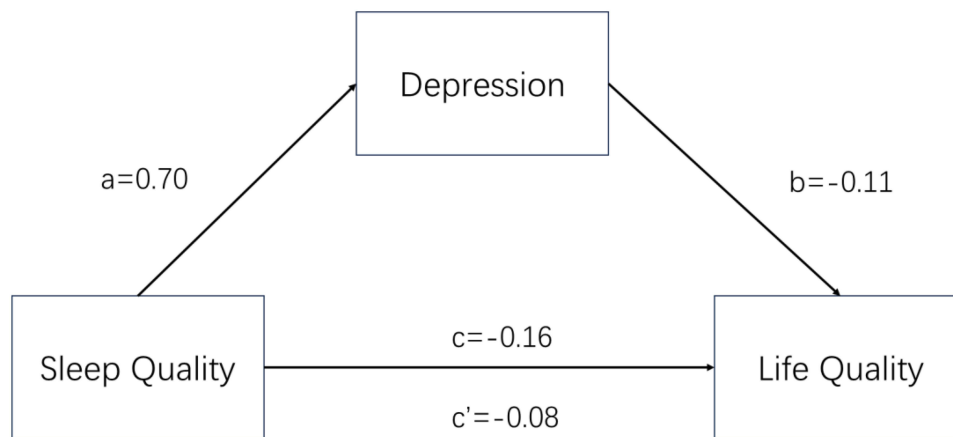 Depression
a=0.70
b=-0.11
c=-0.16
Sleep Quality
Life Quality
c’=-0.08